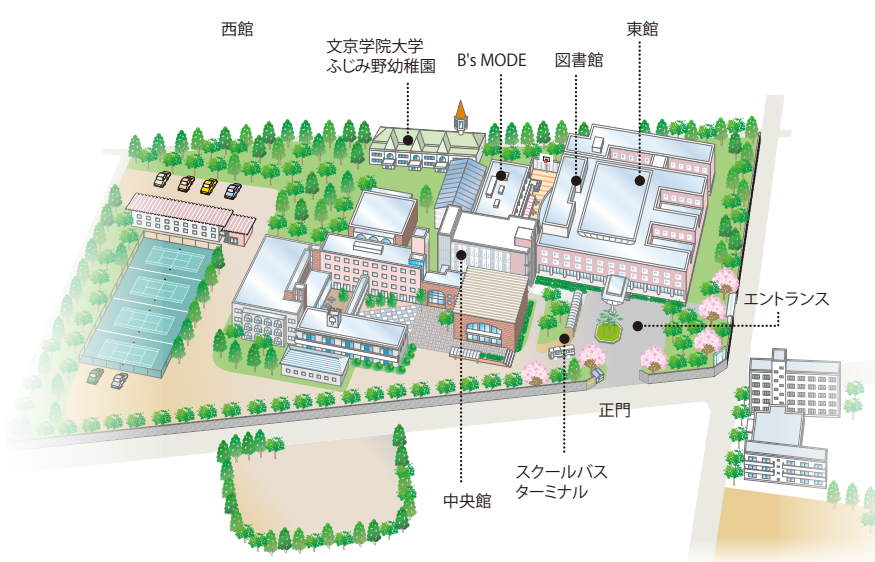 西館
文京学院大学
ふじみ野幼稚園
B's MODE
図書館
東館
エントランス
正門
スクールバス
ターミナル
中央館